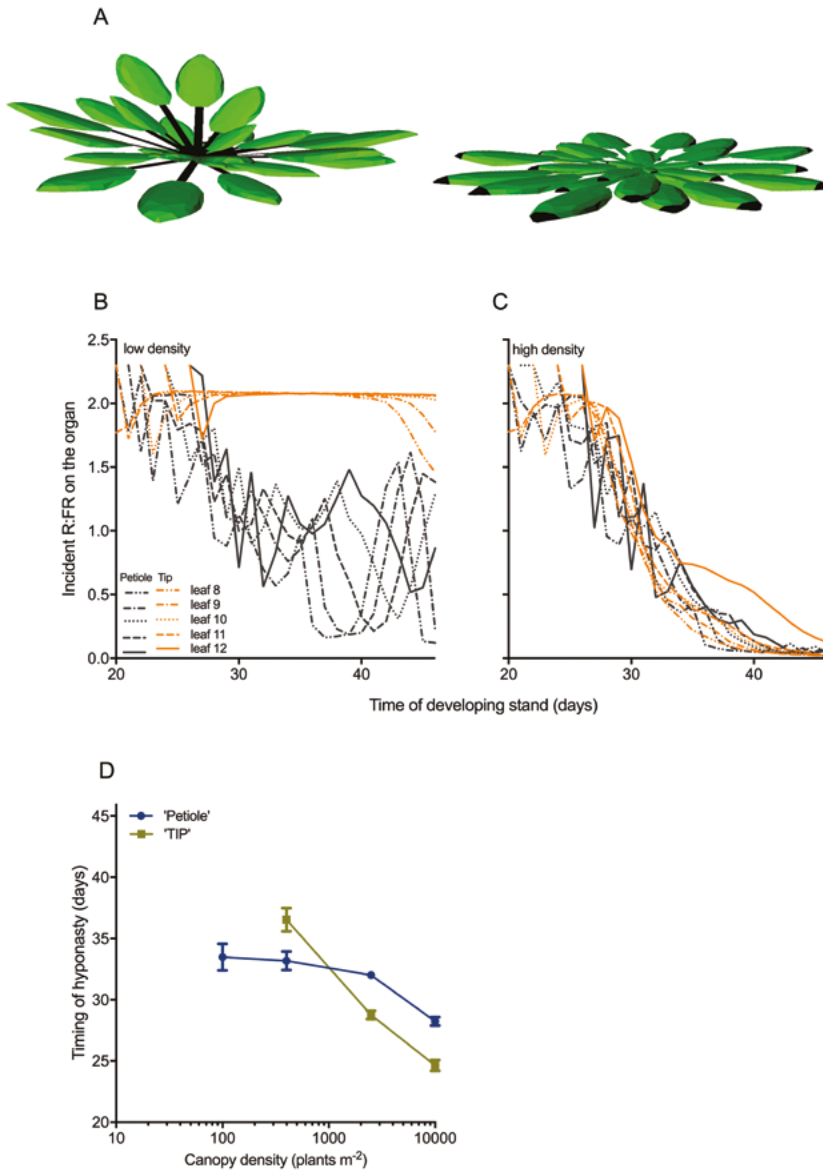 A
B
C
low density
high density
2.5
2.0
1.5
1.0
0.5
0.0
Incident R:FR on the organ
Petiole Tip
leaf 8
leaf 9
leaf 10
leaf 11
leaf 12
20 30 40
20 30 40
Time of developing stand (days)
D
'Petiole'
'TIP'
45
40
35
30
25
20
Timing of hyponasty (days)
10 100 1000 10000
Canopy density (plants m⁻²)